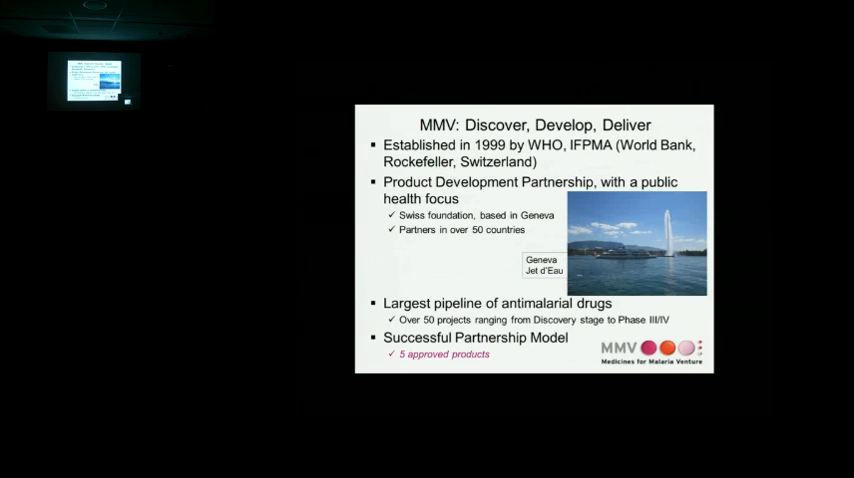 MMV: Discover, Develop, Deliver
▪ Established in 1999 by WHO, IFPMA (World Bank,
Rockefeller, Switzerland)
▪ Product Development Partnership, with a public
health focus
✓ Swiss foundation, based in Geneva
✓ Partners in over 50 countries
Geneva
Jet d'Eau
▪ Largest pipeline of antimalarial drugs
✓ Over 50 projects ranging from Discovery stage to Phase III/IV
▪ Successful Partnership Model
✓ 5 approved products
MMV
Medicines for Malaria Venture